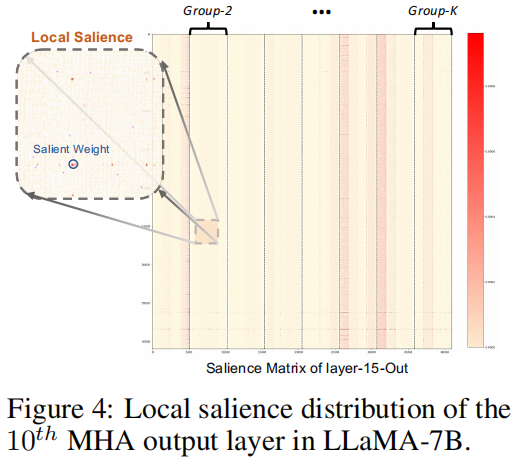 Group-2
•••
Group-K
Local Salience
Salient Weight
Salience Matrix of layer-15-Out
Figure 4: Local salience distribution of the
10th MHA output layer in LLaMA-7B.